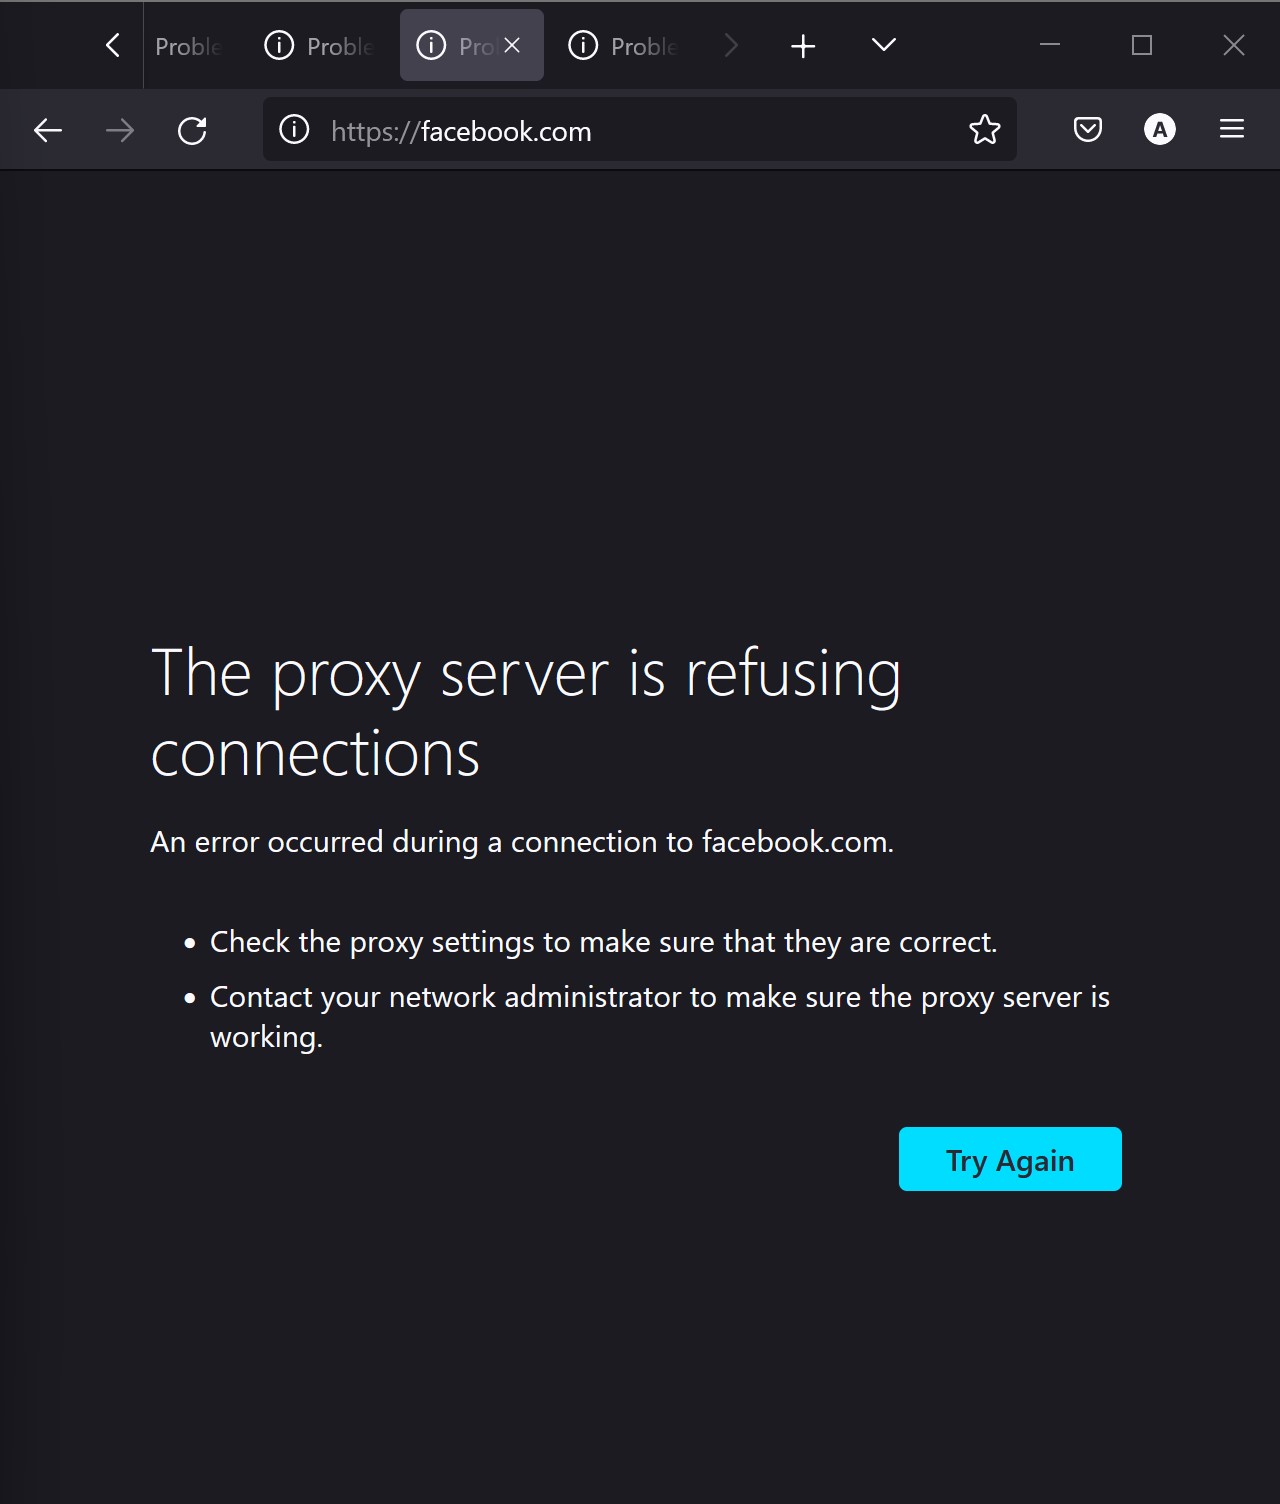 Proble Proble Pro Proble
https://facebook.com
A
The proxy server is refusing
connections
An error occurred during a connection to facebook.com.
• Check the proxy settings to make sure that they are correct.
• Contact your network administrator to make sure the proxy server is
working.
Try Again